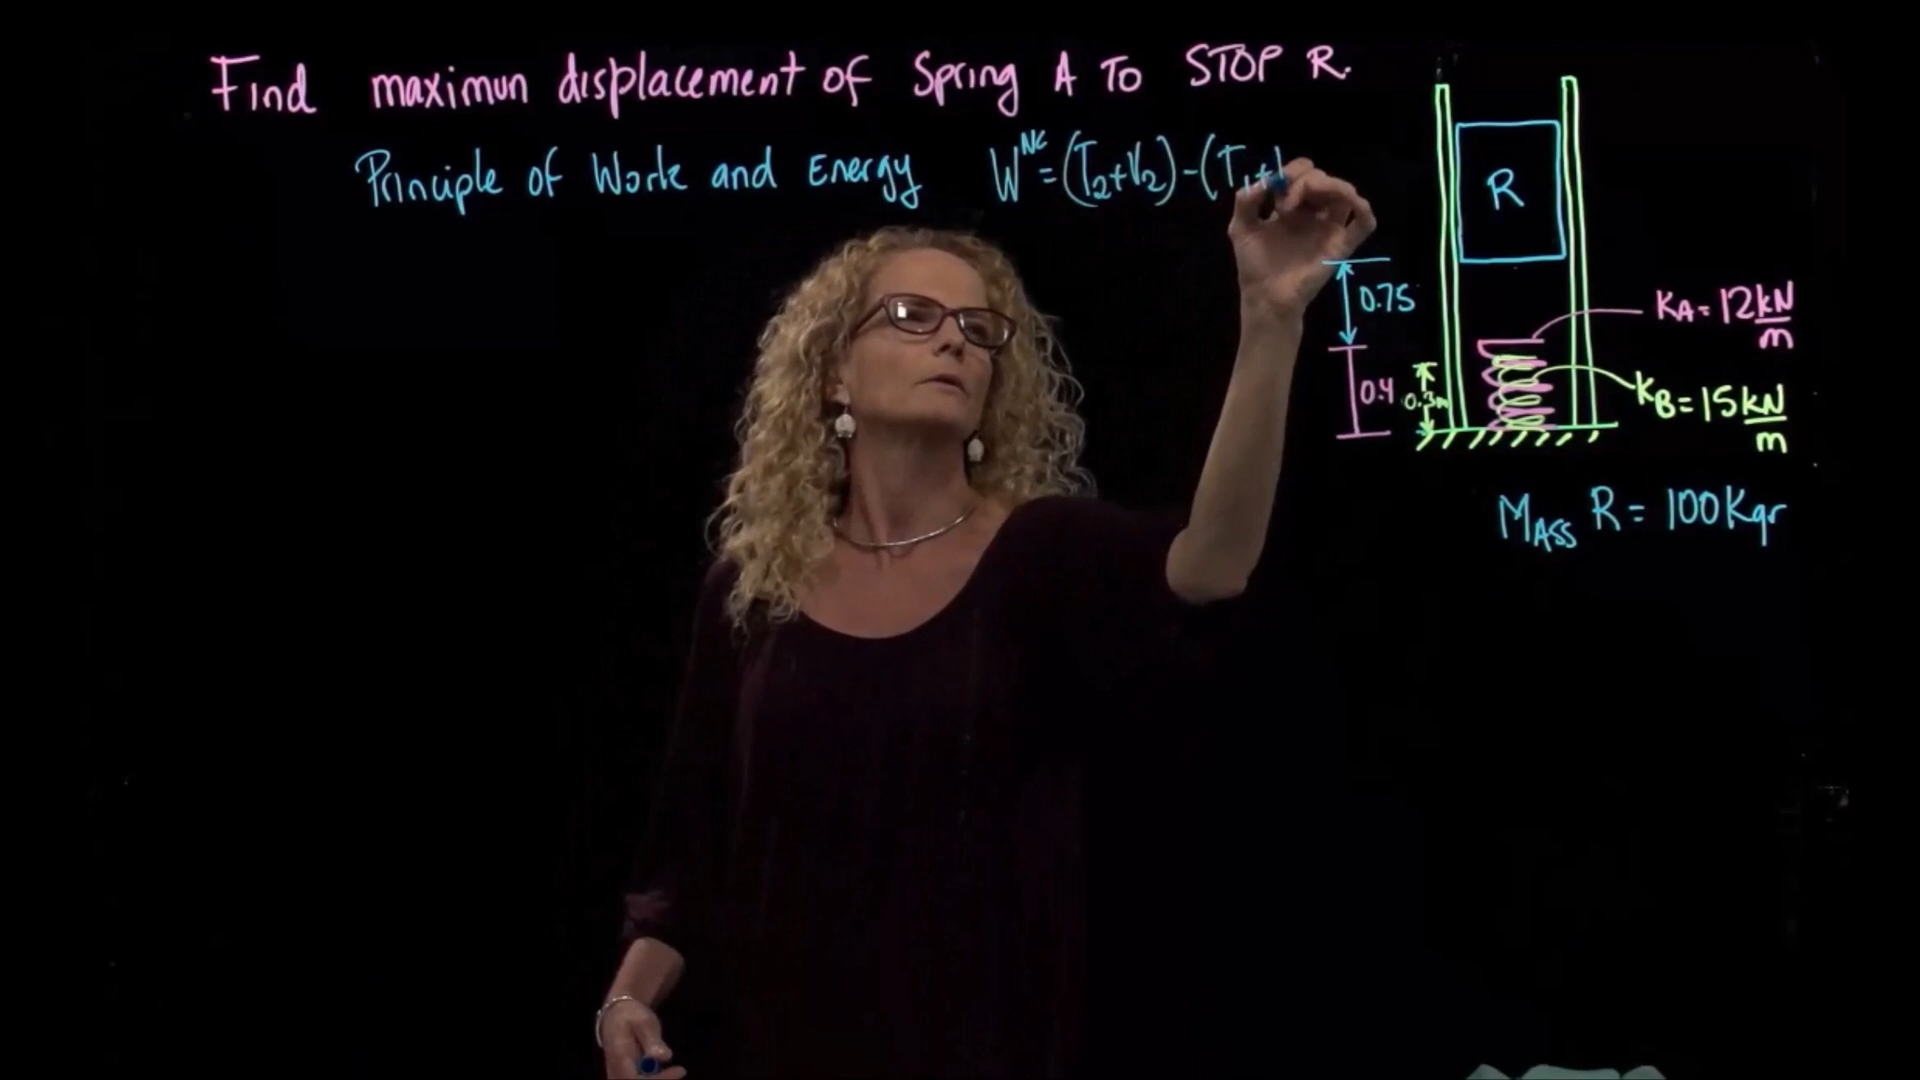 Find maximun displacement of Spring A To STOP R.
Principle of Work and Energy W^NC = (T2+V2) - (T1+
R
0.75
KA = 12 kN/m
0.4
0.3m
KB = 15 kN/m
MASS R = 100 Kgr